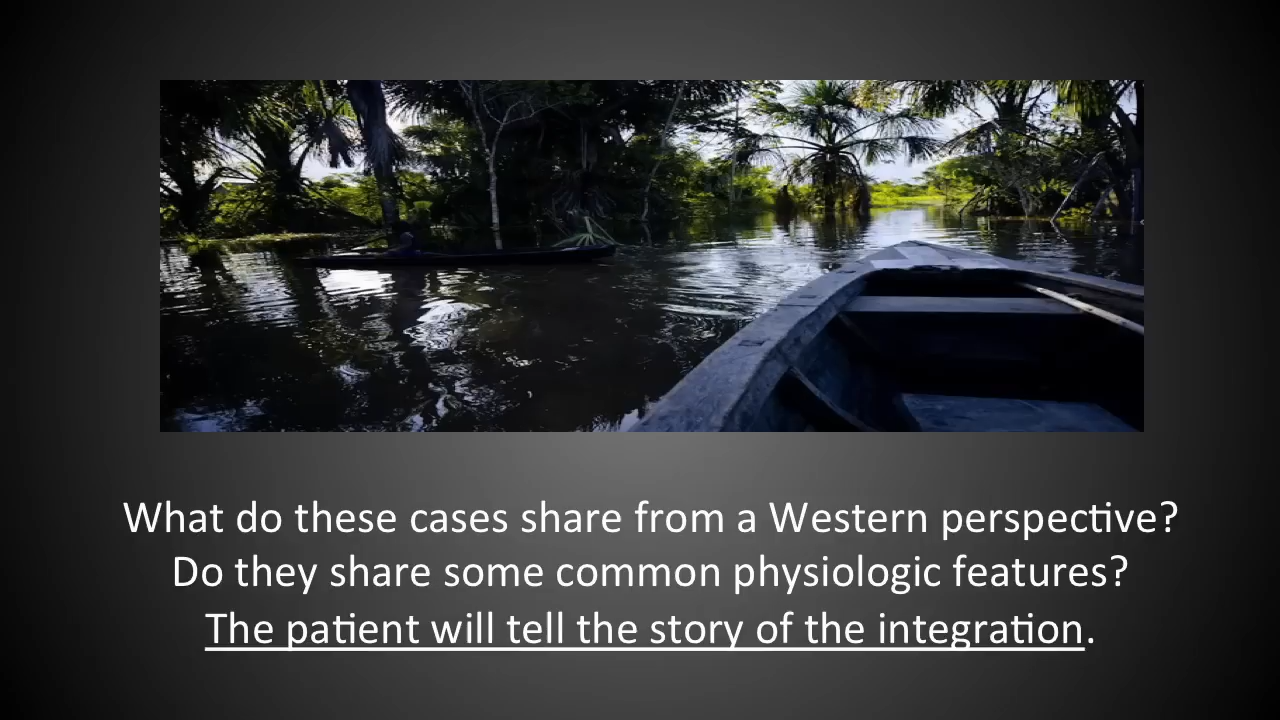 What do these cases share from a Western perspective?
Do they share some common physiologic features?
The patient will tell the story of the integration.